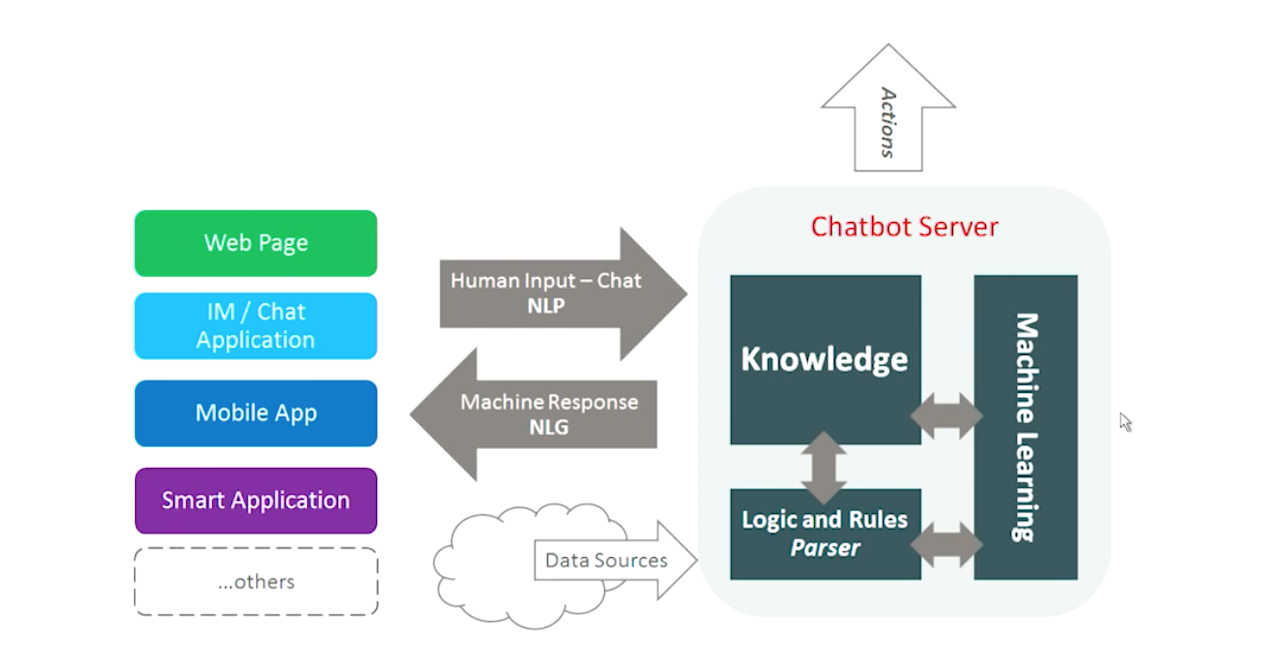 Actions
Chatbot Server
Web Page
IM / Chat
Application
Mobile App
Smart Application
...others
Human Input – Chat
NLP
Machine Response
NLG
Data Sources
Knowledge
Logic and Rules
Parser
Machine Learning